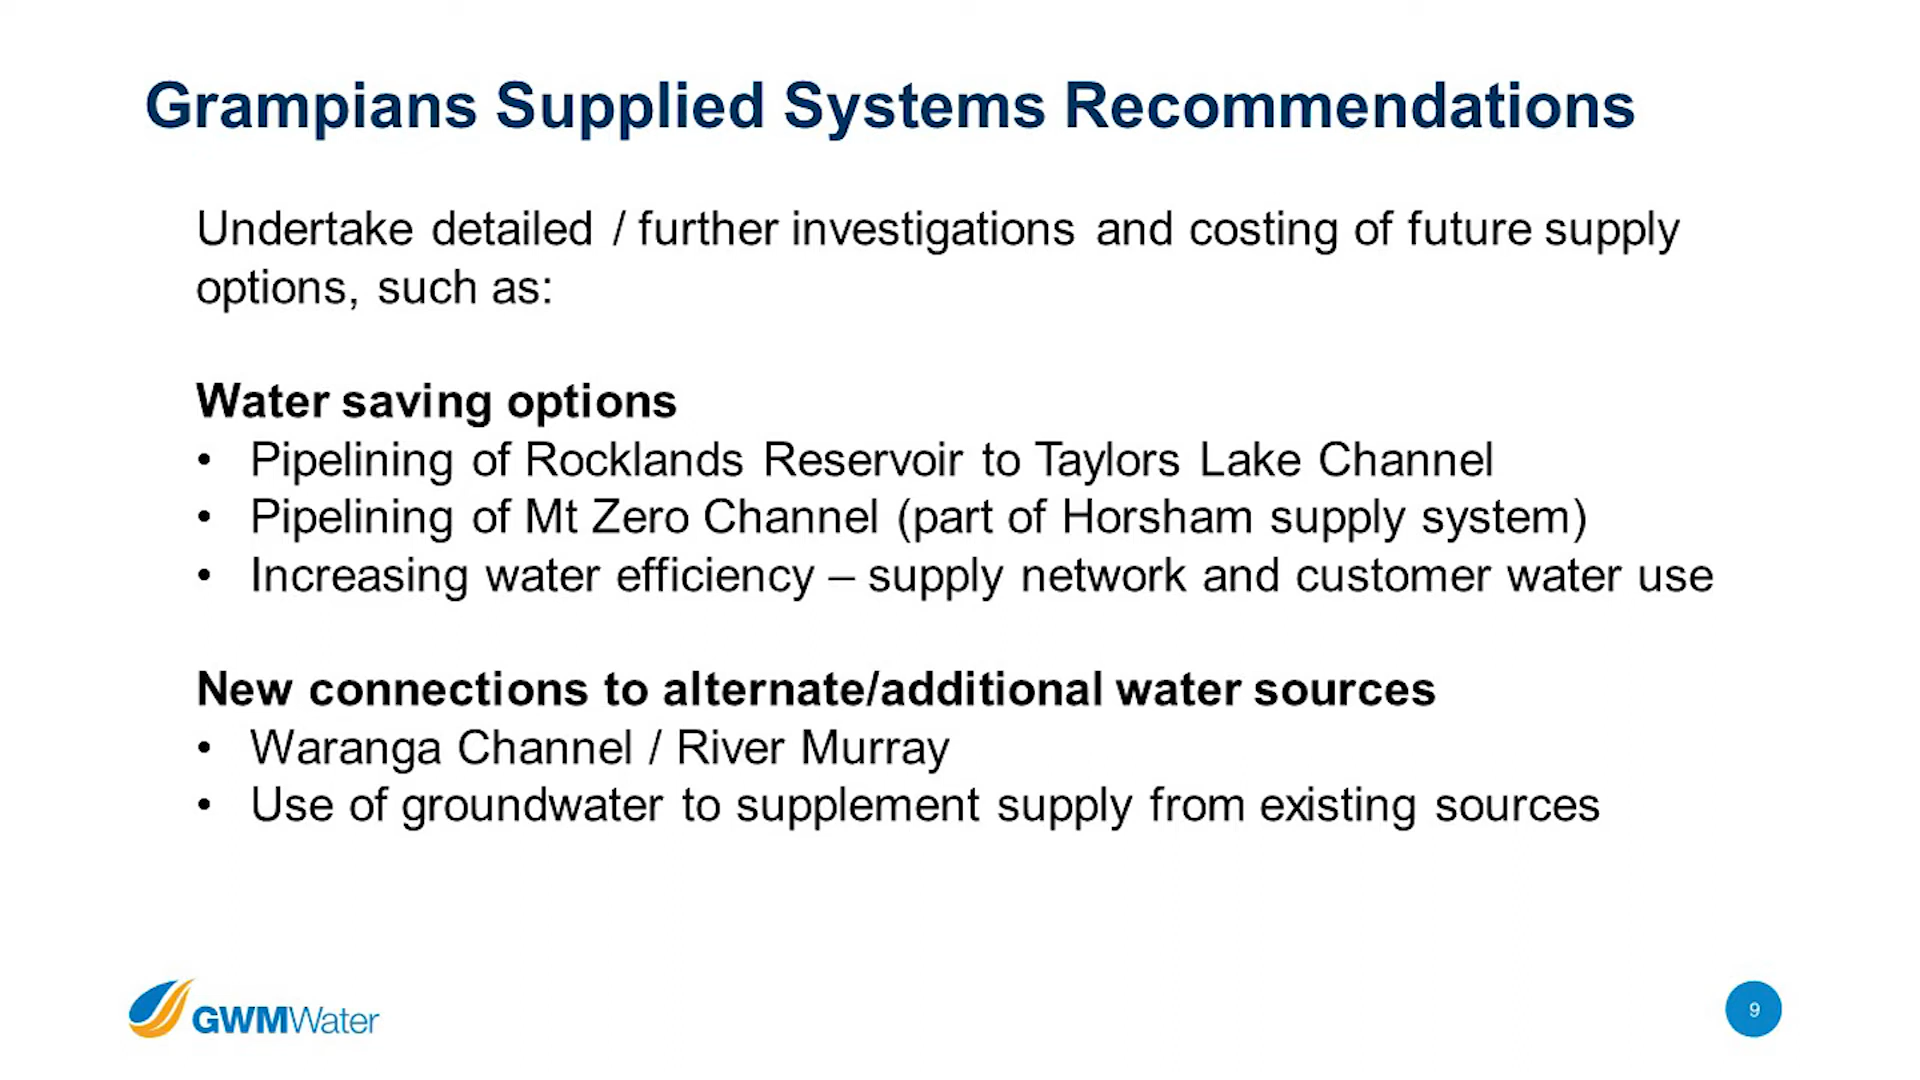 Grampians Supplied Systems Recommendations
Undertake detailed / further investigations and costing of future supply
options, such as:
Water saving options
• Pipelining of Rocklands Reservoir to Taylors Lake Channel
• Pipelining of Mt Zero Channel (part of Horsham supply system)
• Increasing water efficiency – supply network and customer water use
New connections to alternate/additional water sources
• Waranga Channel / River Murray
• Use of groundwater to supplement supply from existing sources
GWMWater
9